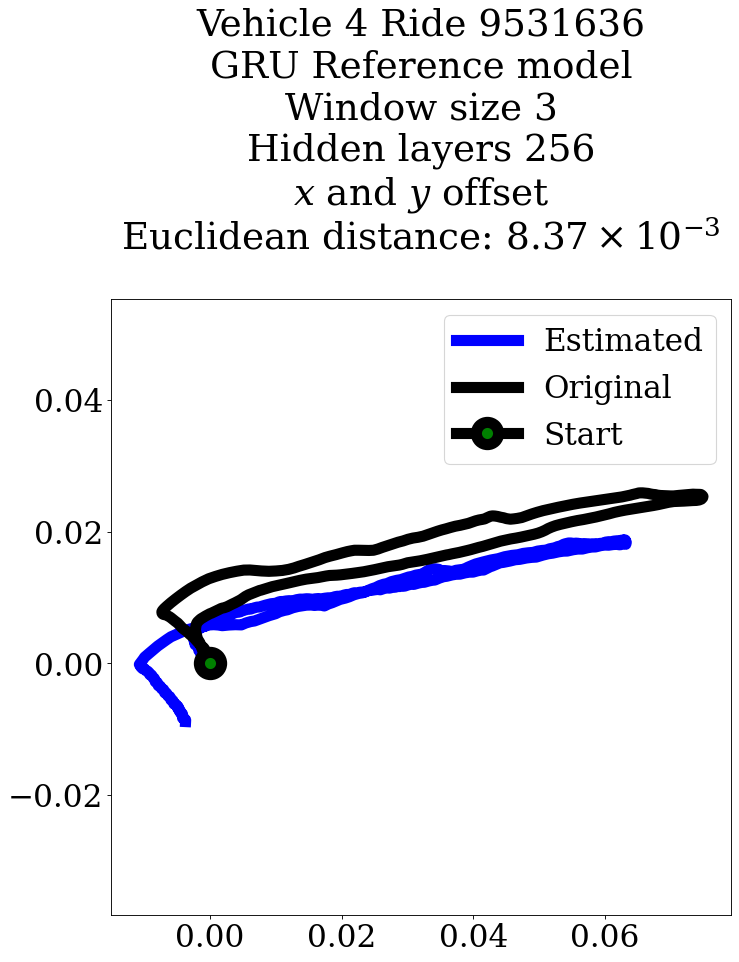 Vehicle 4 Ride 9531636
GRU Reference model
Window size 3
Hidden layers 256
x and y offset
Euclidean distance: 8.37 × 10⁻³
Estimated
Original
Start
0.04
0.02
0.00
−0.02
0.00 0.02 0.04 0.06